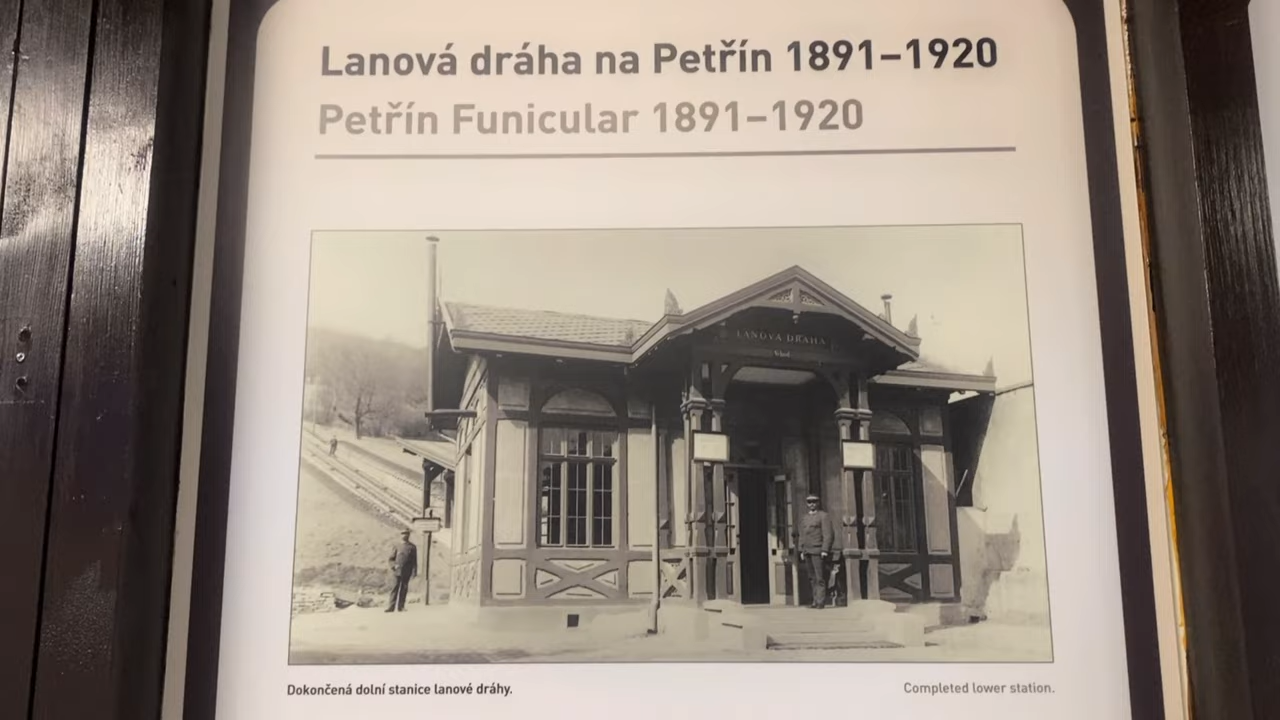 Lanová dráha na Petřín 1891–1920
Petřín Funicular 1891–1920
LANOVÁ DRÁHA
Dokončená dolní stanice lanové dráhy.
Completed lower station.